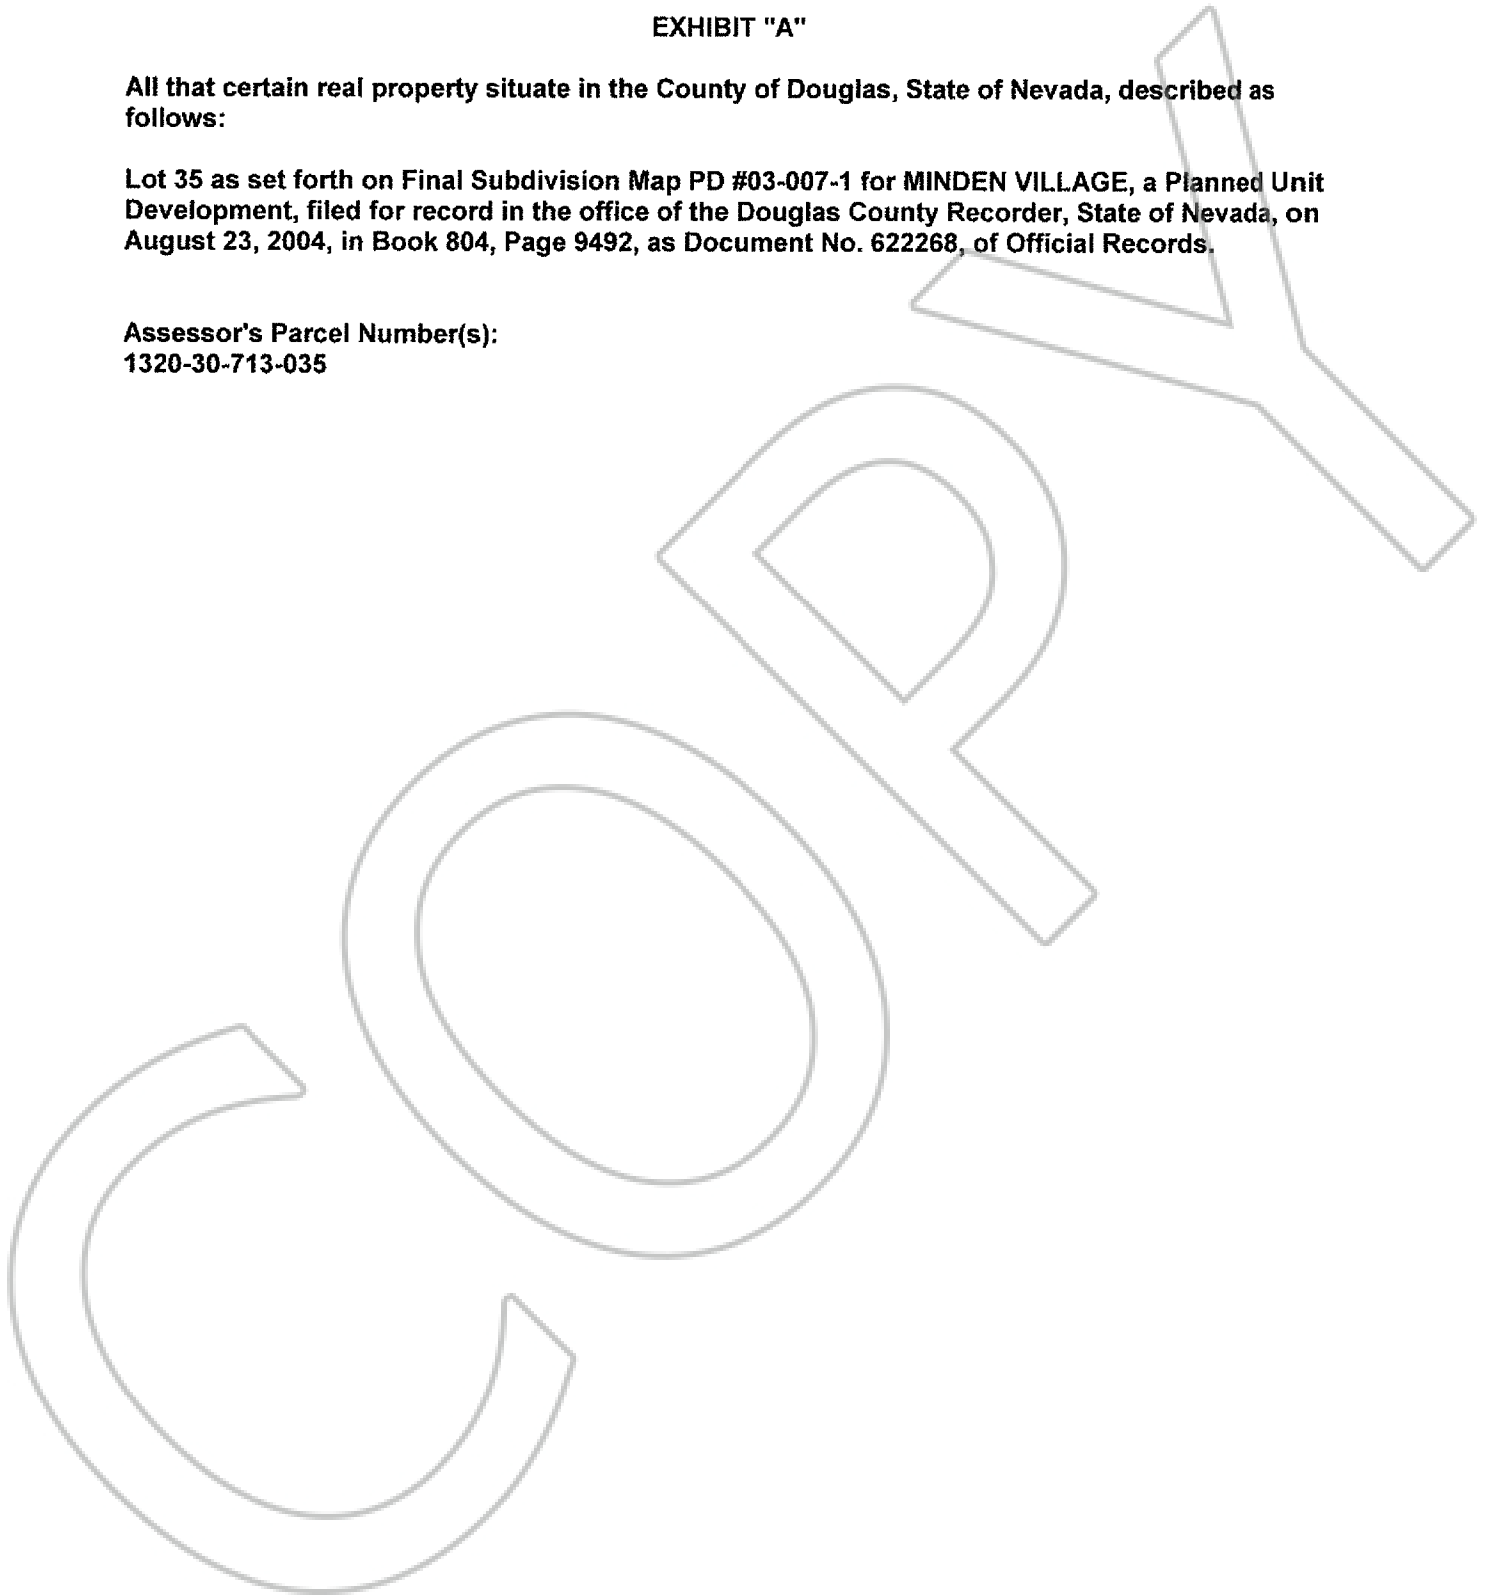 EXHIBIT "A"
All that certain real property situate in the County of Douglas, State of Nevada, described as
follows:
Lot 35 as set forth on Final Subdivision Map PD #03-007-1 for MINDEN VILLAGE, a Planned Unit
Development, filed for record in the office of the Douglas County Recorder, State of Nevada, on
August 23, 2004, in Book 804, Page 9492, as Document No. 622268, of Official Records.
Assessor's Parcel Number(s):
1320-30-713-035
COPY